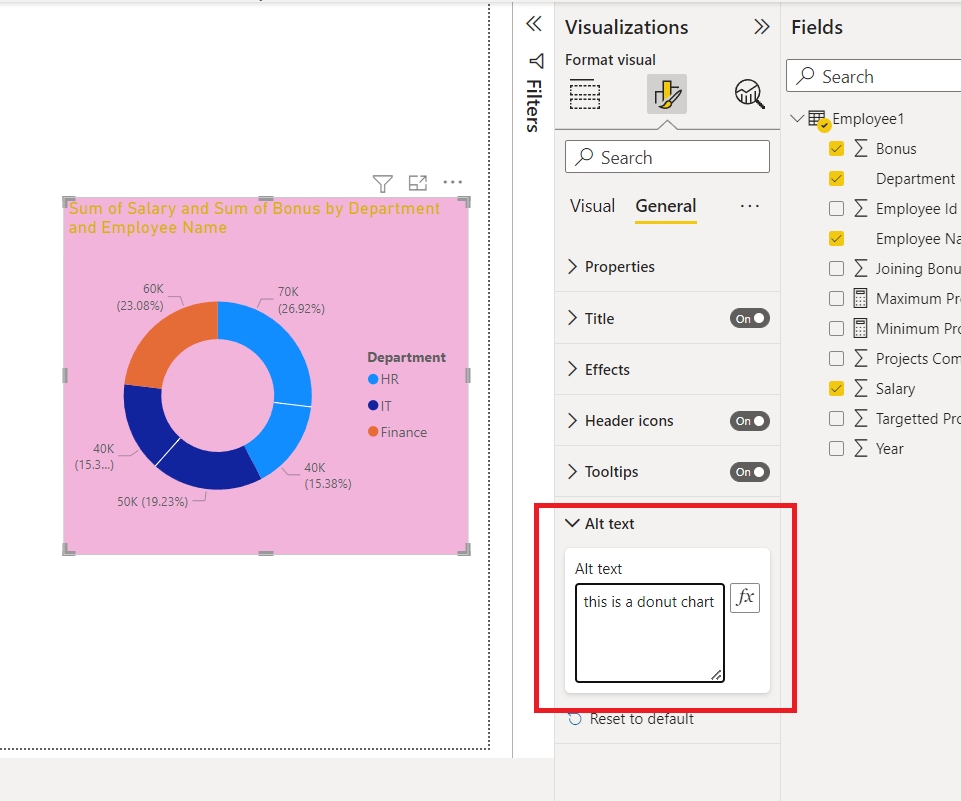 Sum of Salary and Sum of Bonus by Department
and Employee Name
60K
(23.08%)
70K
(26.92%)
40K
(15.3...)
50K (19.23%)
40K
(15.38%)
Department
HR
IT
Finance
Filters
Visualizations
Format visual
Search
Visual
General
...
Properties
Title
On
Effects
Header icons
On
Tooltips
On
Alt text
Alt text
this is a donut chart
fx
Reset to default
Fields
Search
Employee1
Σ Bonus
Department
Σ Employee Id
Employee Na
Σ Joining Bonu
Maximum Pr
Minimum Pro
Σ Projects Com
Σ Salary
Σ Targetted Pro
Σ Year